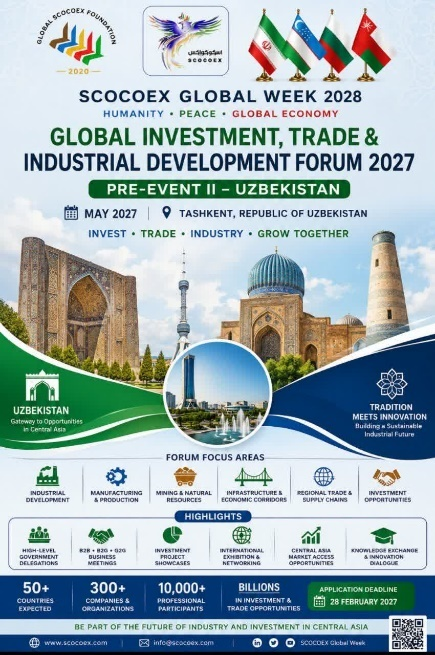 GLOBAL SCOCOEX FOUNDATION
2020
اسکوکواکس
SCOCOEX
SCOCOEX GLOBAL WEEK 2028
HUMANITY • PEACE • GLOBAL ECONOMY
GLOBAL INVESTMENT, TRADE &
INDUSTRIAL DEVELOPMENT FORUM 2027
PRE-EVENT II – UZBEKISTAN
MAY 2027 | TASHKENT, REPUBLIC OF UZBEKISTAN
INVEST • TRADE • INDUSTRY • GROW TOGETHER
UZBEKISTAN
Gateway to Opportunities
in Central Asia
TRADITION
MEETS INNOVATION
Building a Sustainable
Industrial Future
FORUM FOCUS AREAS
INDUSTRIAL
DEVELOPMENT
MANUFACTURING
& PRODUCTION
MINING & NATURAL
RESOURCES
INFRASTRUCTURE &
ECONOMIC CORRIDORS
REGIONAL TRADE &
SUPPLY CHAINS
INVESTMENT
OPPORTUNITIES
HIGHLIGHTS
HIGH-LEVEL
GOVERNMENT
DELEGATIONS
B2B • B2G • G2G
BUSINESS
MEETINGS
INVESTMENT
PROJECT
SHOWCASES
INTERNATIONAL
EXHIBITION &
NETWORKING
CENTRAL ASIA
MARKET ACCESS
OPPORTUNITIES
KNOWLEDGE EXCHANGE
& INNOVATION
DIALOGUE
50+
COUNTRIES
EXPECTED
300+
COMPANIES &
ORGANIZATIONS
10,000+
PROFESSIONAL
PARTICIPANTS
BILLIONS
IN INVESTMENT &
TRADE OPPORTUNITIES
APPLICATION DEADLINE
28 FEBRUARY 2027
BE PART OF THE FUTURE OF INDUSTRY AND INVESTMENT IN CENTRAL ASIA
www.scocoex.com | info@scocoex.com | SCOCOEX Global Week